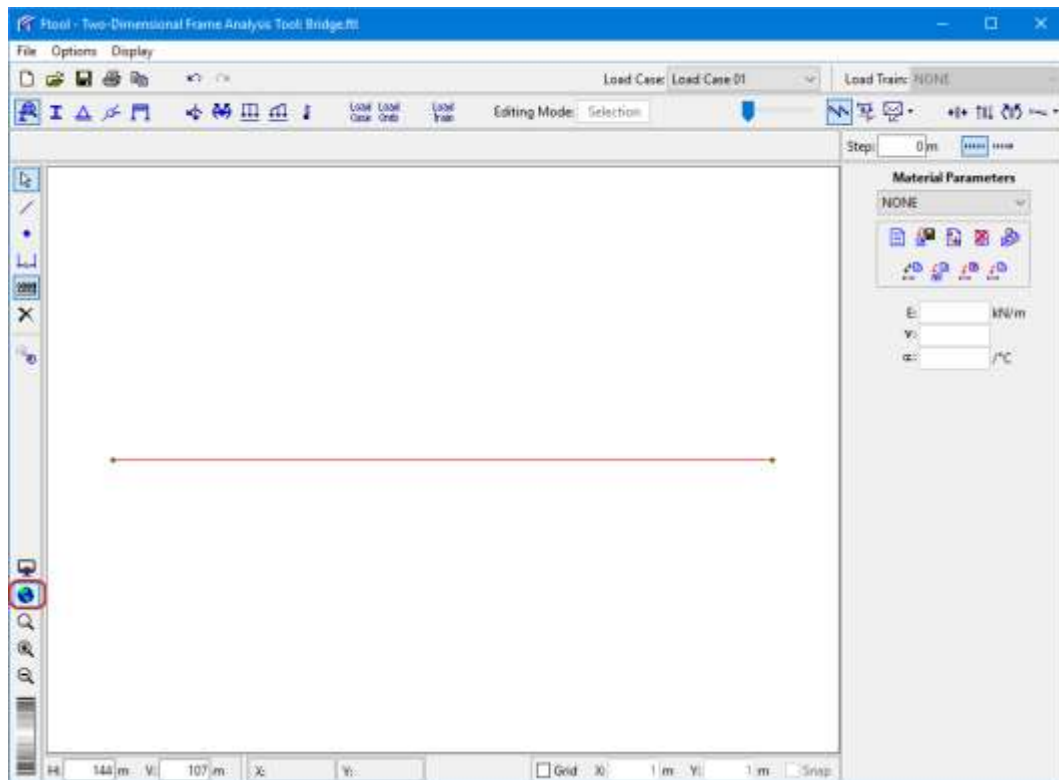 Ftool - Two-Dimensional Frame Analysis Tool: Bridge.ftl
File Options Display
Load Case: Load Case 01 Load Train: NONE
Load Case Load Cmb Load Train Editing Mode: Selection
Step: 0 m
Material Parameters
NONE
E: kN/m
ν:
α: /°C
H: 144 m V: 107 m X: Y: Grid X: 1 m Y: 1 m Snap